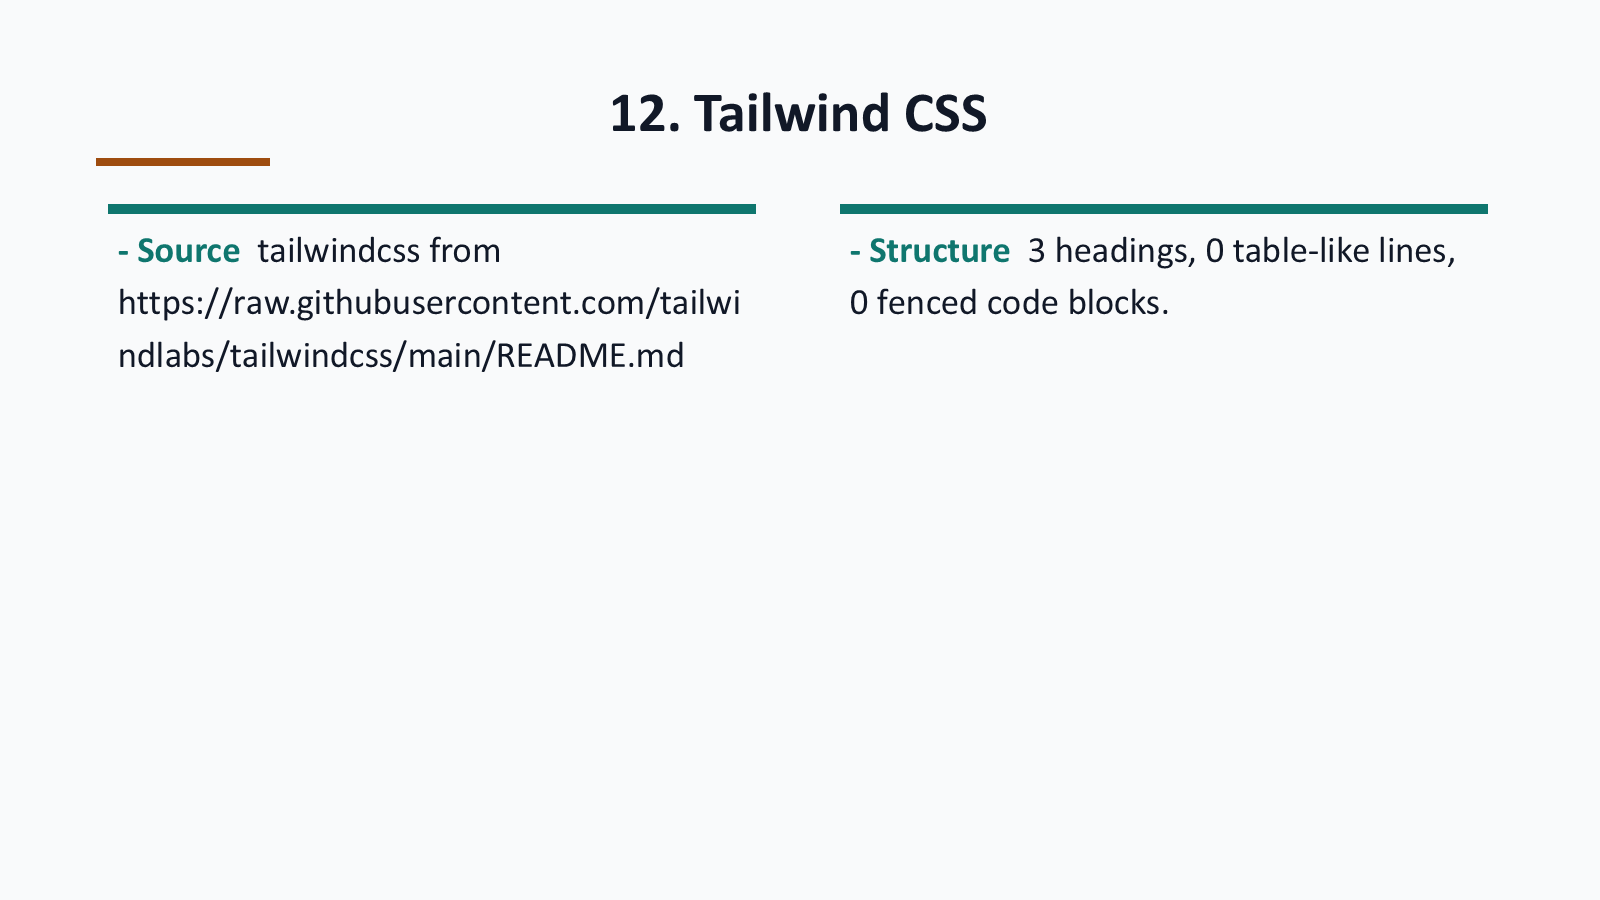 12. Tailwind CSS
- Source  tailwindcss from
https://raw.githubusercontent.com/tailwi
ndlabs/tailwindcss/main/README.md
- Structure  3 headings, 0 table-like lines,
0 fenced code blocks.